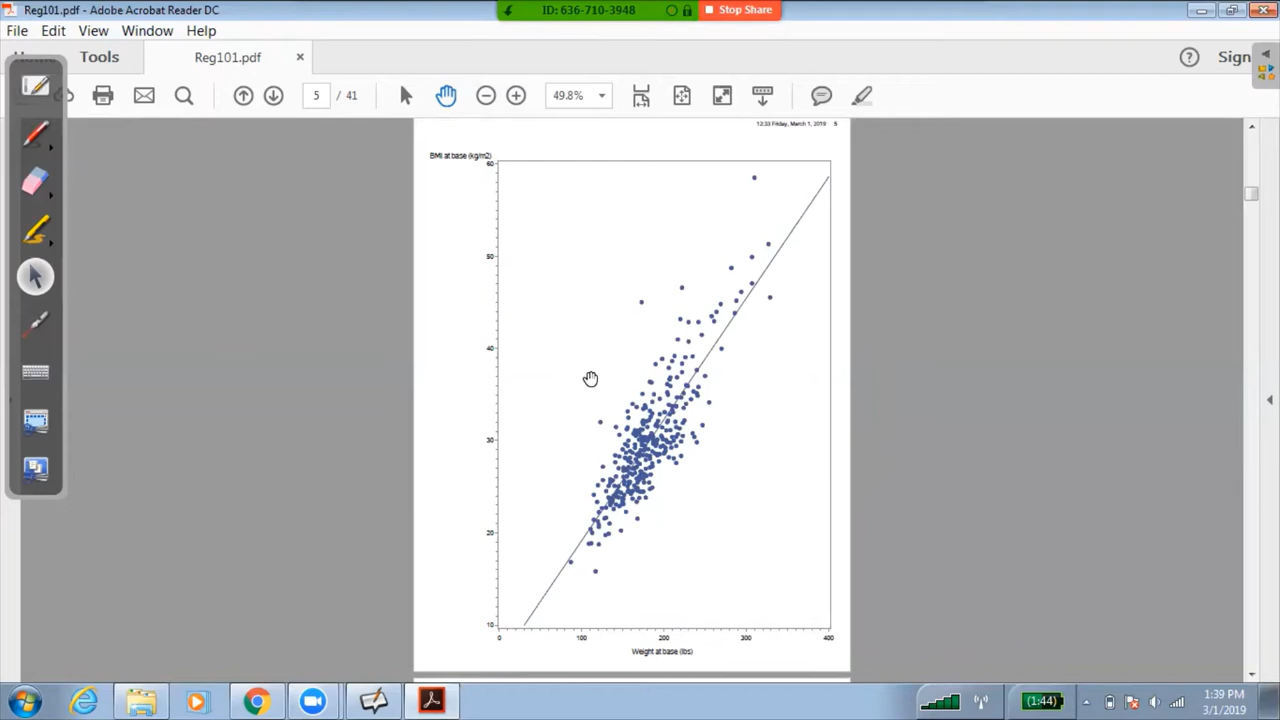 Reg101.pdf - Adobe Acrobat Reader DC
ID: 636-710-3948
Stop Share
File Edit View Window Help
Tools
Reg101.pdf
×
Sign
5 / 41
49.8%
12:33 Friday, March 1, 2019 5
BMI at base (kg/m2)
60
50
40
30
20
10
0 100 200 300 400
Weight at base (lbs)
(1:44)
1:39 PM
3/1/2019